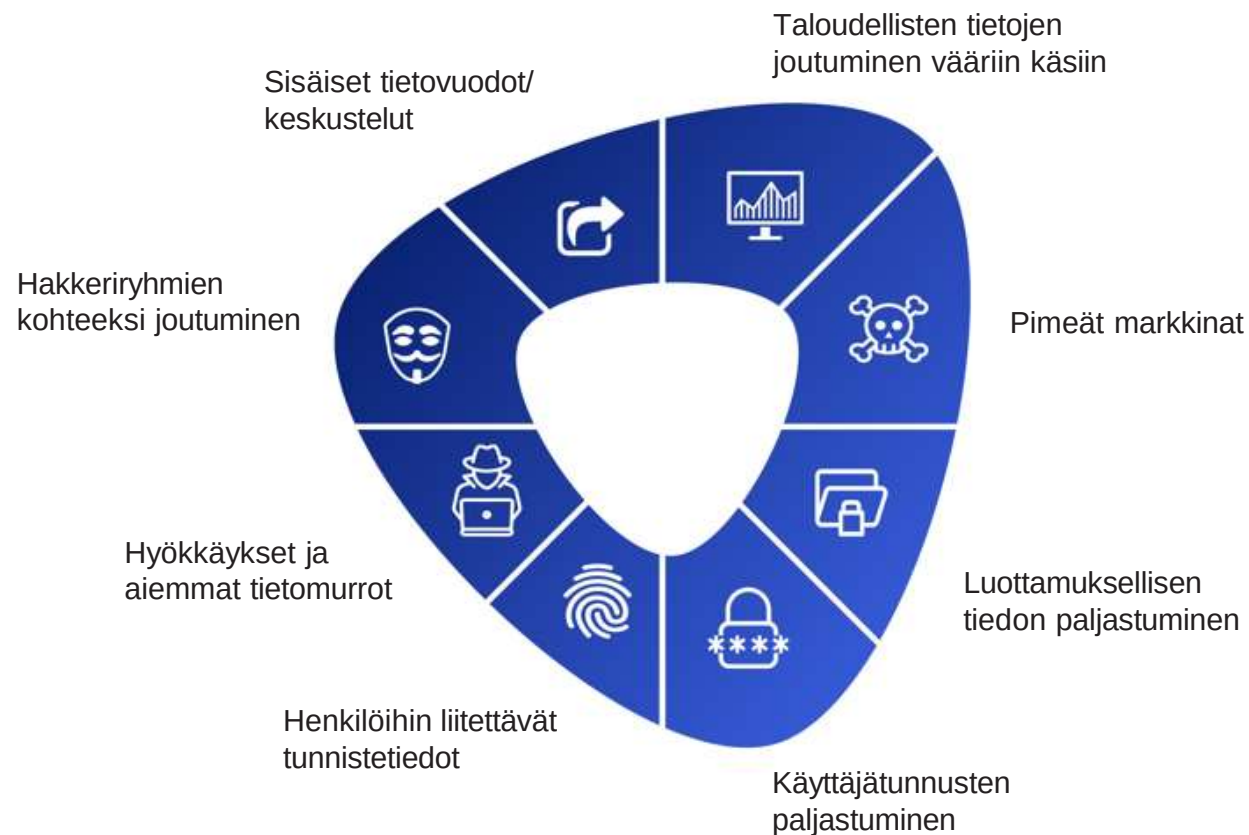 Taloudellisten tietojen
joutuminen vääriin käsiin
Sisäiset tietovuodot/
keskustelut
Hakkeriryhmien
kohteeksi joutuminen
Pimeät markkinat
Hyökkäykset ja
aiemmat tietomurrot
Luottamuksellisen
tiedon paljastuminen
****
Henkilöihin liitettävät
tunnistetiedot
Käyttäjätunnusten
paljastuminen